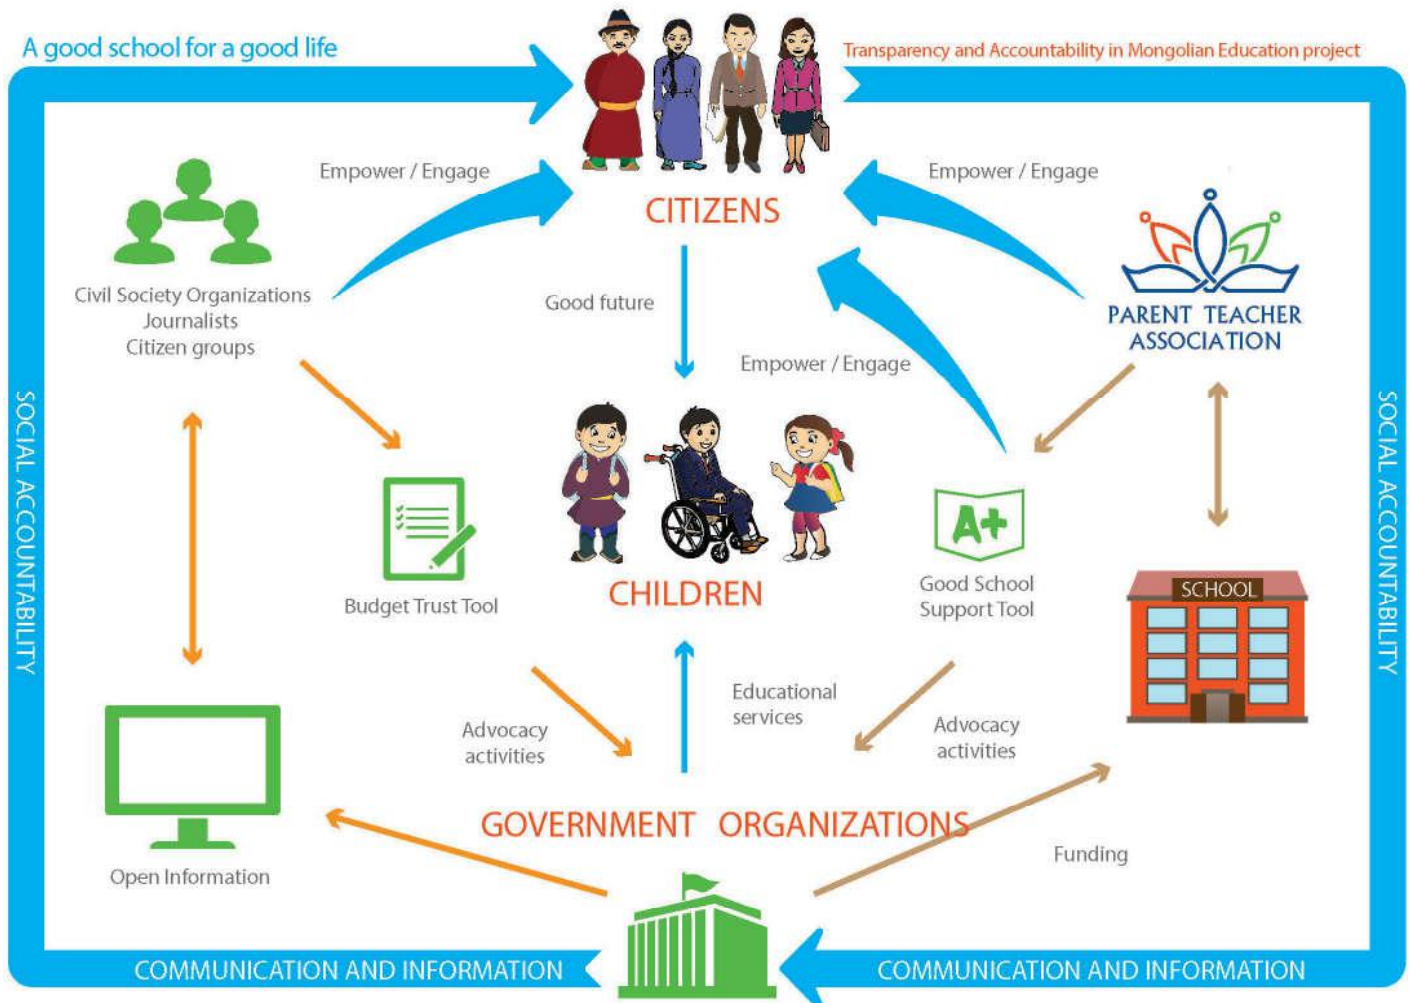 A good school for a good life
Transparency and Accountability in Mongolian Education project
Empower / Engage
Empower / Engage
CITIZENS
Civil Society Organizations
Journalists
Citizen groups
Good future
PARENT TEACHER
ASSOCIATION
Empower / Engage
SOCIAL ACCOUNTABILITY
SOCIAL ACCOUNTABILITY
A+
Budget Trust Tool
CHILDREN
Good School
Support Tool
SCHOOL
Educational
services
Advocacy
activities
Advocacy
activities
GOVERNMENT ORGANIZATIONS
Open Information
Funding
COMMUNICATION AND INFORMATION
COMMUNICATION AND INFORMATION